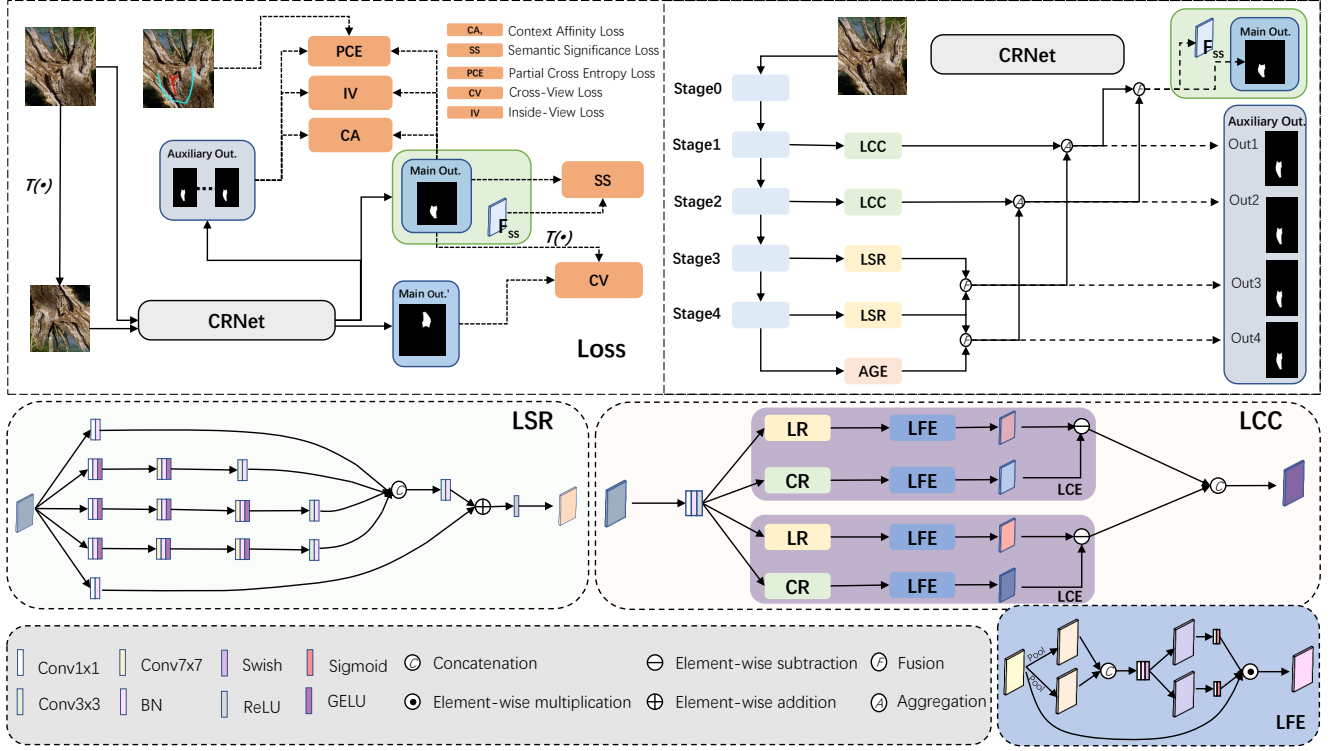 CA, Context Affinity Loss
SS Semantic Significance Loss
PCE Partial Cross Entropy Loss
CV Cross-View Loss
IV Inside-View Loss
PCE
IV
CA
Auxiliary Out.
Main Out.
F_SS
SS
T(•)
T(•)
CV
Main Out.'
CRNet
Loss
CRNet
F_SS
Main Out.
Auxiliary Out.
Stage0
Stage1
LCC
A
F
Out1
Stage2
LCC
A
Out2
Stage3
LSR
F
Out3
Stage4
LSR
F
Out4
AGE
LSR
C
LCC
LR
LFE
CR
LFE
LCE
C
LR
LFE
CR
LFE
LCE
Conv1x1
Conv7x7
Swish
Sigmoid
C Concatenation
Element-wise subtraction
F Fusion
Conv3x3
BN
ReLU
GELU
Element-wise multiplication
Element-wise addition
A Aggregation
Pool
Pool
C
LFE